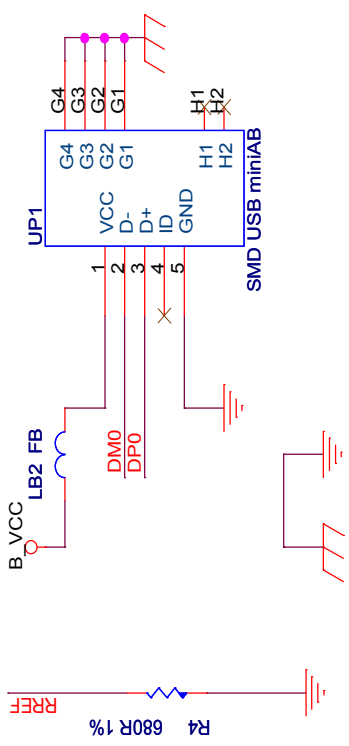 G4
G3
G2
G1
H1
H2
G4
G3
G2
G1
H1
H2
UP1
VCC
D-
D+
ID
GND
SMD USB miniAB
1
2
3
4
5
DM0
DP0
LB2 FB
B_VCC
RREF
R4 680R 1%